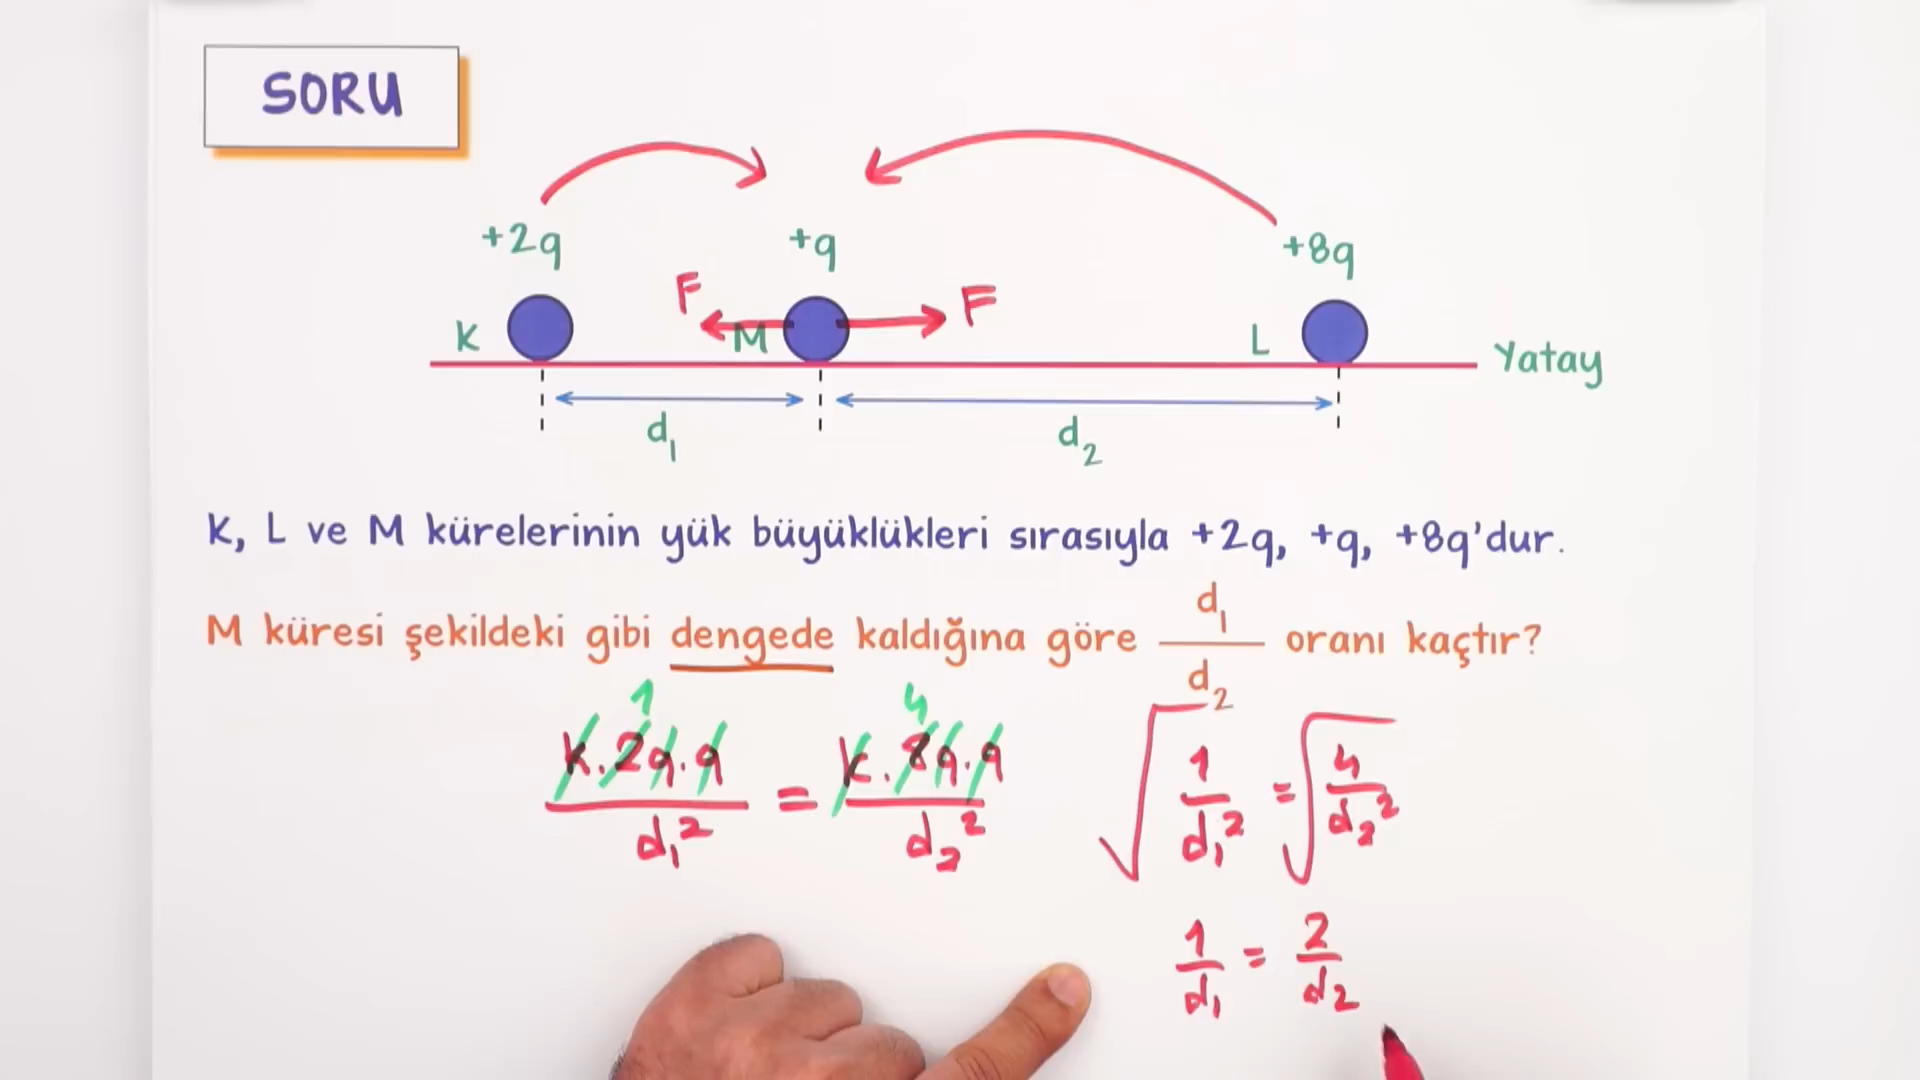 SORU
+2q +q +8q
F F
K M L Yatay
d₁ d₂
K, L ve M kürelerinin yük büyüklükleri sırasıyla +2q, +q, +8q'dur.
M küresi şekildeki gibi dengede kaldığına göre d₁/d₂ oranı kaçtır?
1 4
k.2q.q/d₁² = k.8q.q/d₂²
√1/d₁² = √4/d₂²
1/d₁ = 2/d₂